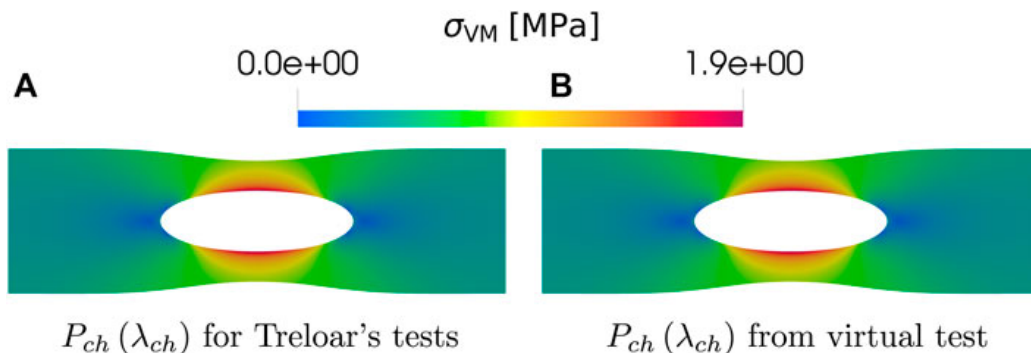 σ_VM [MPa]
0.0e+00 1.9e+00
A B
P_ch (λ_ch) for Treloar's tests
P_ch (λ_ch) from virtual test